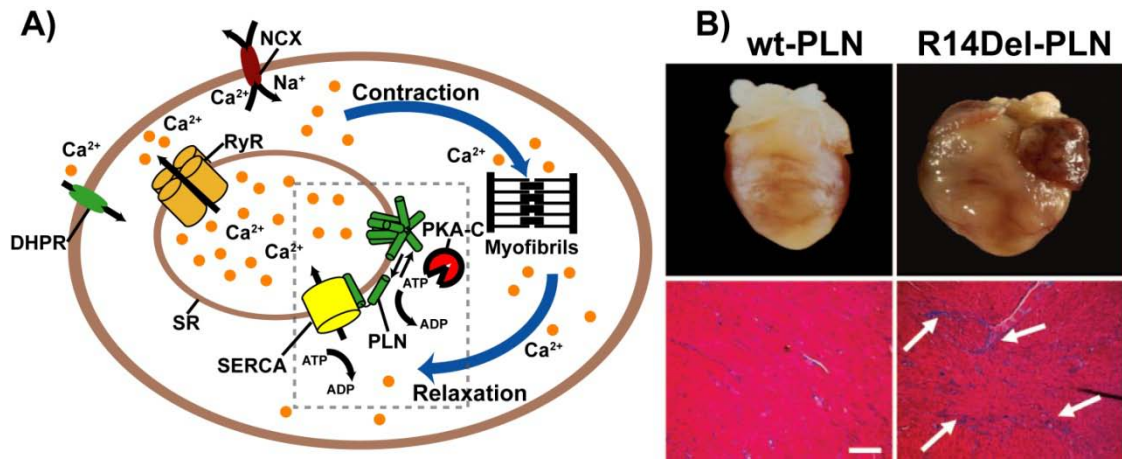 A)
NCX
Na⁺
Ca²⁺
Contraction
Ca²⁺
RyR
Ca²⁺
Ca²⁺
DHPR
Ca²⁺
Ca²⁺
PKA-C
Myofibrils
ATP
ADP
SR
PLN
SERCA
ATP
ADP
Ca²⁺
Relaxation
B)
wt-PLN
R14Del-PLN